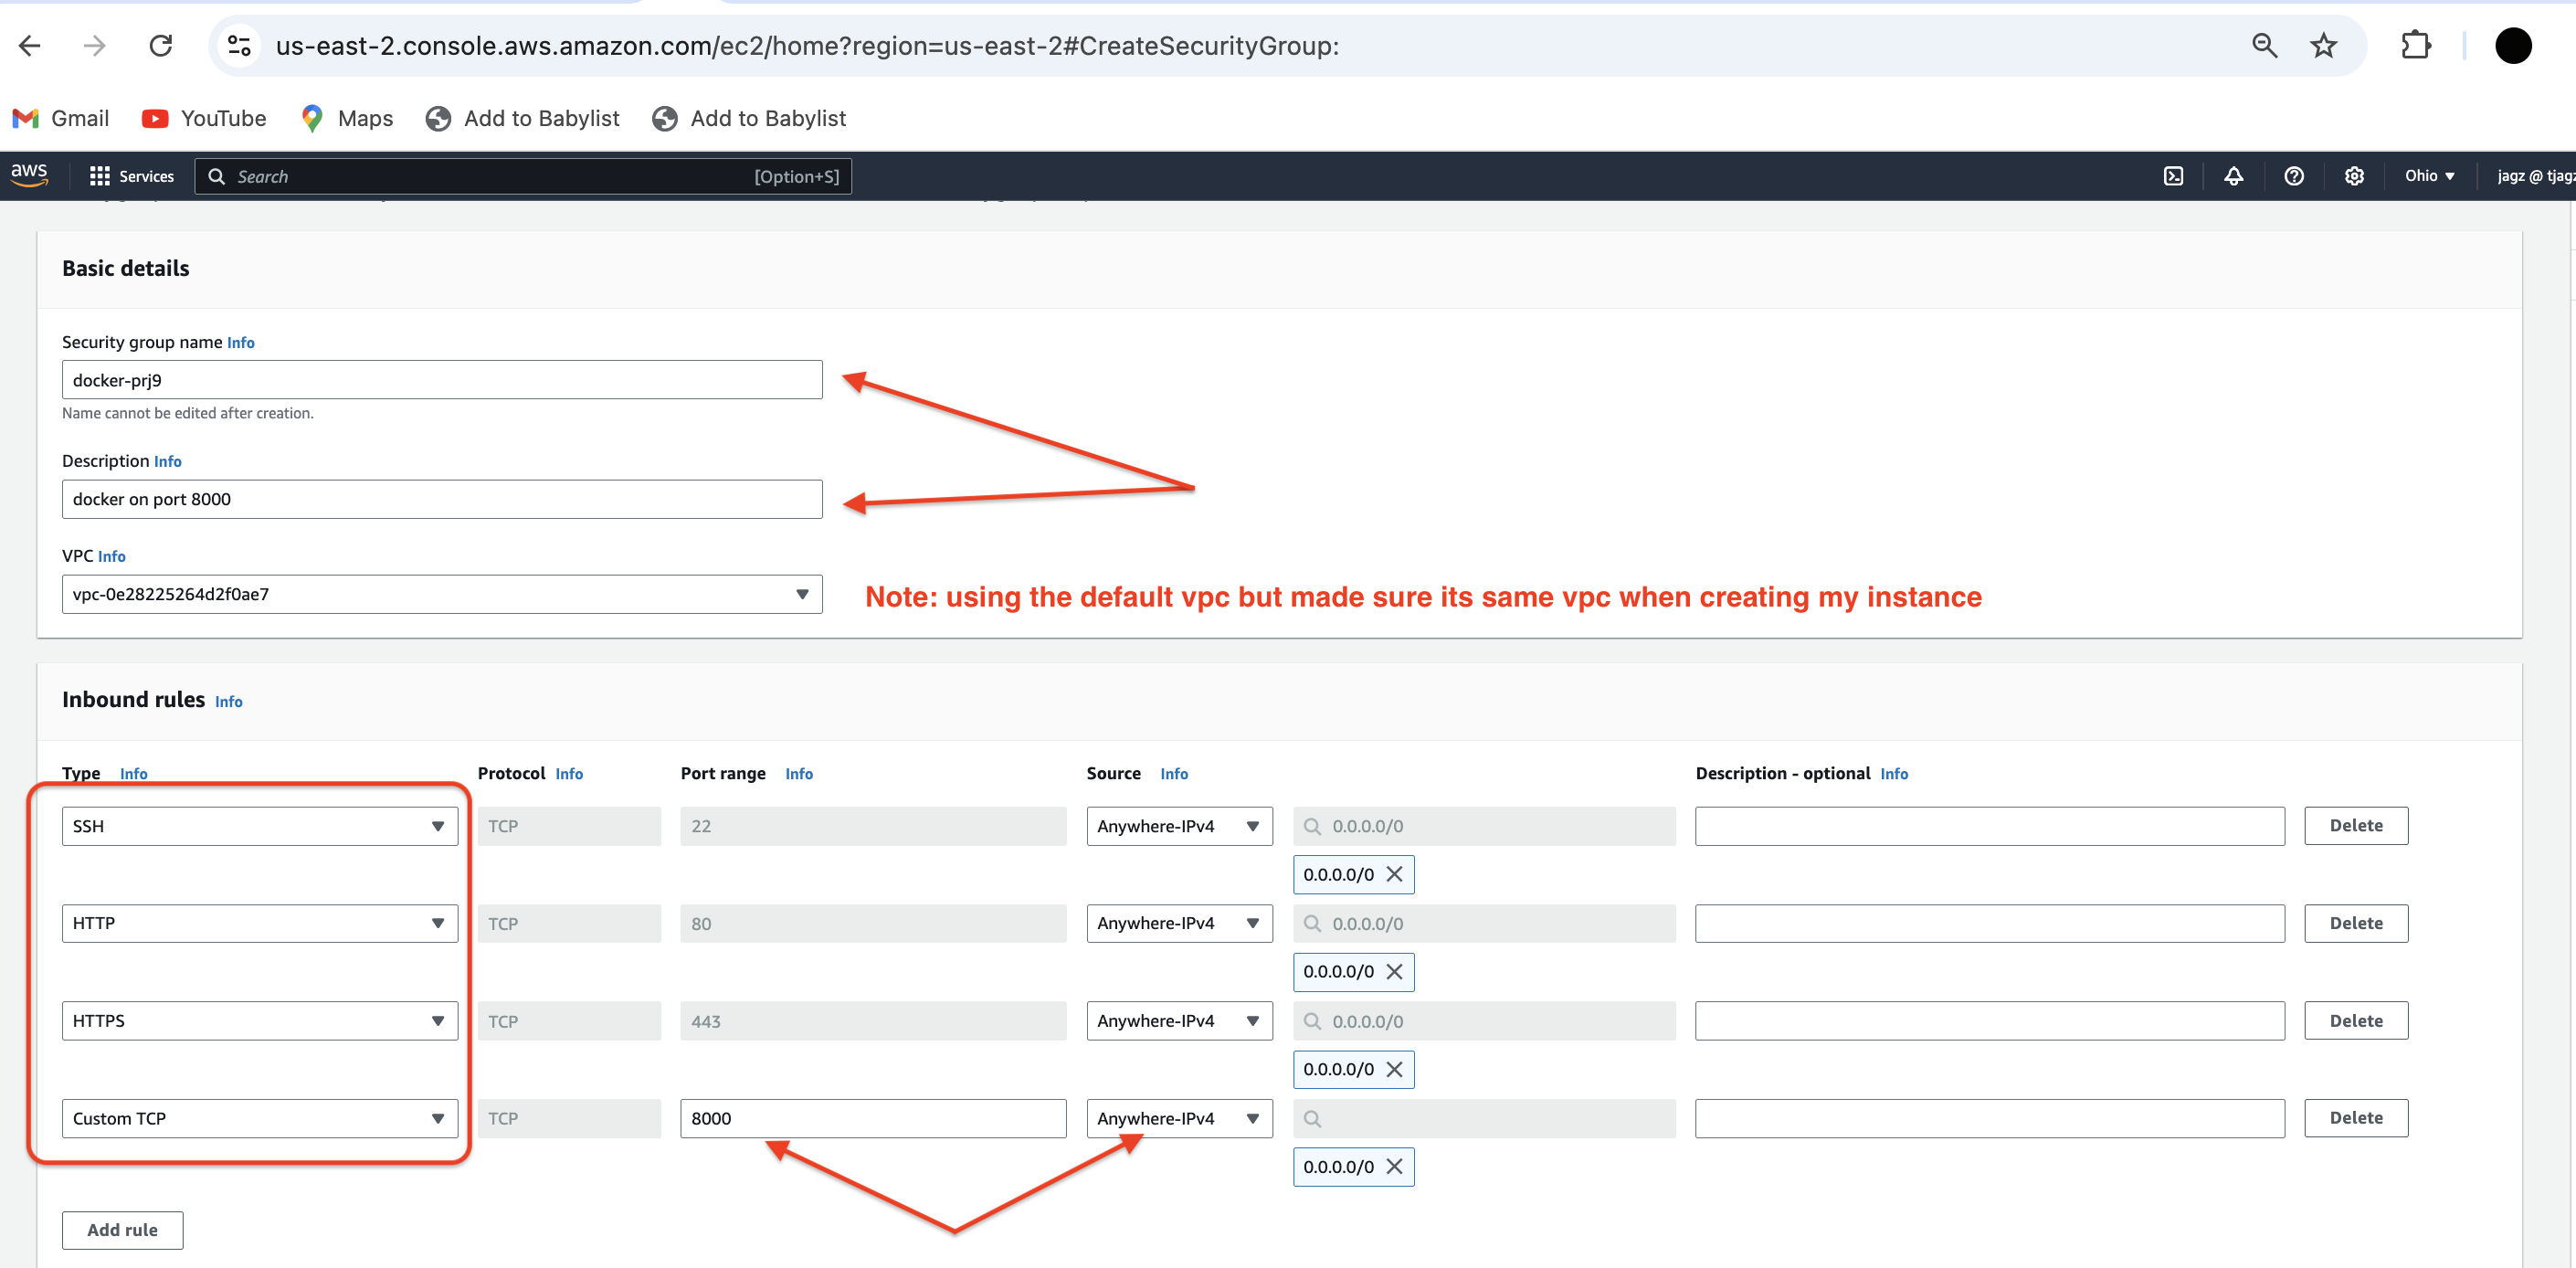 us-east-2.console.aws.amazon.com/ec2/home?region=us-east-2#CreateSecurityGroup:
Gmail YouTube Maps Add to Babylist Add to Babylist
aws Services Search [Option+S] Ohio jagz @ tjagz
Basic details
Security group name Info
docker-prj9
Name cannot be edited after creation.
Description Info
docker on port 8000
VPC Info
vpc-0e28225264d2f0ae7
Note: using the default vpc but made sure its same vpc when creating my instance
Inbound rules Info
Type Info Protocol Info Port range Info Source Info Description - optional Info
SSH TCP 22 Anywhere-IPv4 0.0.0.0/0 Delete
0.0.0.0/0
HTTP TCP 80 Anywhere-IPv4 0.0.0.0/0 Delete
0.0.0.0/0
HTTPS TCP 443 Anywhere-IPv4 0.0.0.0/0 Delete
0.0.0.0/0
Custom TCP TCP 8000 Anywhere-IPv4 Delete
0.0.0.0/0
Add rule